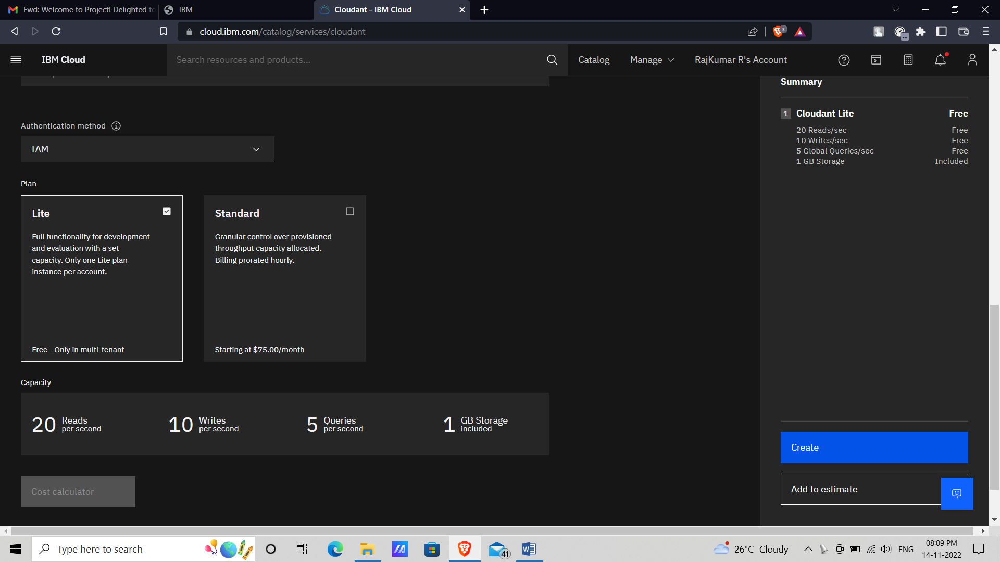 Fwd: Welcome to Project! Delighted to
IBM
Cloudant - IBM Cloud
cloud.ibm.com/catalog/services/cloudant
3
IBM Cloud
Search resources and products...
Catalog
Manage
RajKumar R's Account
Authentication method
IAM
Plan
Lite
Full functionality for development
and evaluation with a set
capacity. Only one Lite plan
instance per account.
Free - Only in multi-tenant
Standard
Granular control over provisioned
throughput capacity allocated.
Billing prorated hourly.
Starting at $75.00/month
Capacity
20 Reads
per second
10 Writes
per second
5 Queries
per second
1 GB Storage
included
Cost calculator
Summary
1 Cloudant Lite Free
20 Reads/sec Free
10 Writes/sec Free
5 Global Queries/sec Free
1 GB Storage Included
Create
Add to estimate
Type here to search
41
26°C Cloudy
ENG
08:09 PM
14-11-2022